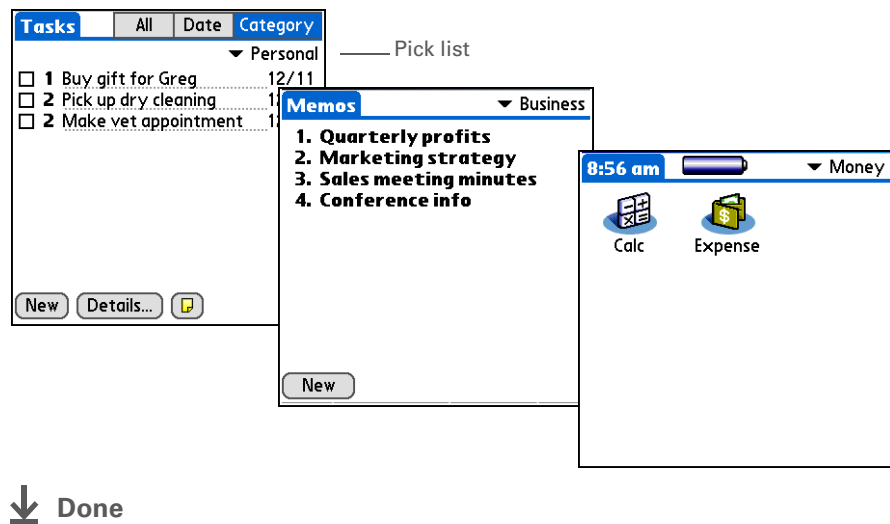 Tasks All Date Category
Personal
Pick list
1 Buy gift for Greg 12/11
2 Pick up dry cleaning
2 Make vet appointment
New Details...
Memos Business
1. Quarterly profits
2. Marketing strategy
3. Sales meeting minutes
4. Conference info
New
8:56 am Money
Calc Expense
Done